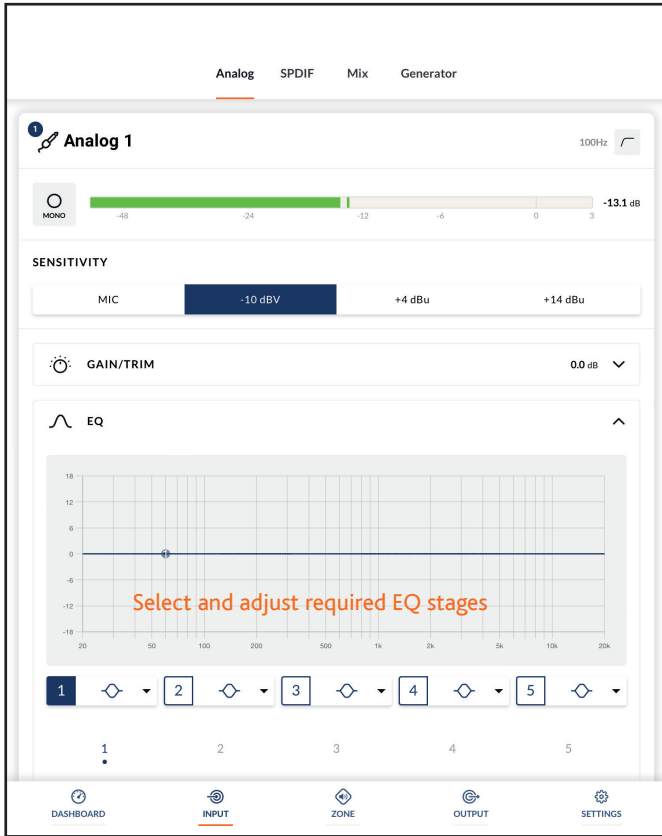 Analog SPDIF Mix Generator
1
Analog 1 100Hz
MONO -48 -24 -12 -6 0 3 -13.1 dB
SENSITIVITY
MIC -10 dBV +4 dBu +14 dBu
GAIN/TRIM 0.0 dB
EQ
18
12
6
0 1
-6
-12
-18
Select and adjust required EQ stages
20 50 100 200 500 1k 2k 5k 10k 20k
1 2 3 4 5
1 2 3 4 5
DASHBOARD INPUT ZONE OUTPUT SETTINGS